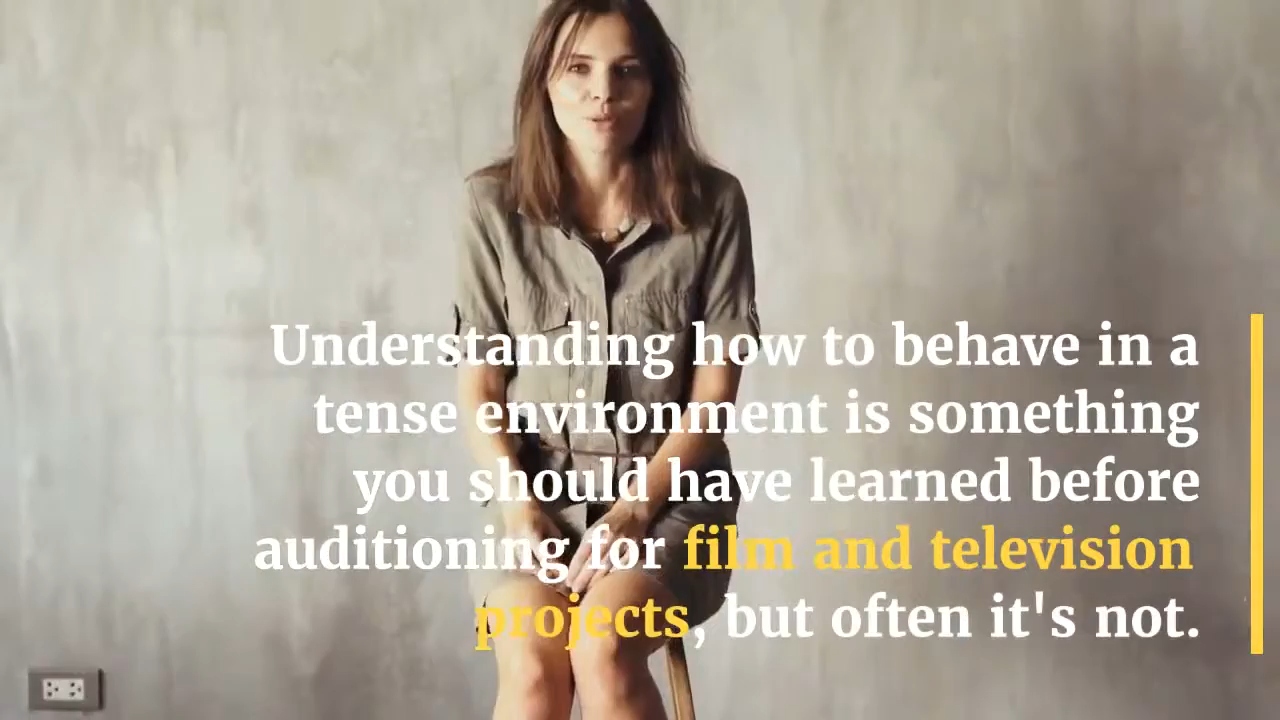 Understanding how to behave in a
tense environment is something
you should have learned before
auditioning for film and television
projects, but often it's not.